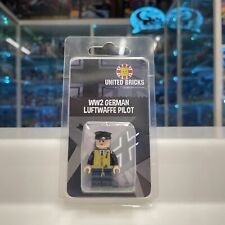 UNITED BRICKS
WW2 GERMAN
LUFTWAFFE PILOT